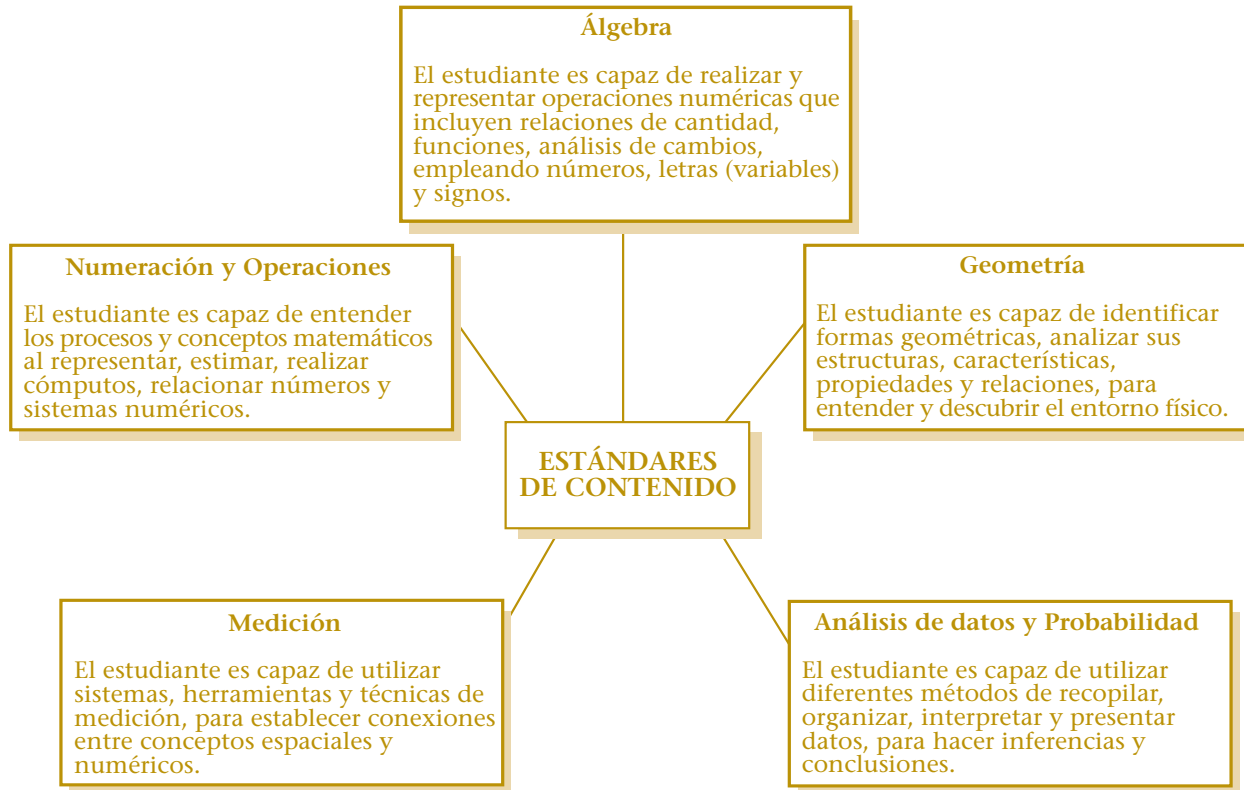 Álgebra
El estudiante es capaz de realizar y
representar operaciones numéricas que
incluyen relaciones de cantidad,
funciones, análisis de cambios,
empleando números, letras (variables)
y signos.
Numeración y Operaciones
El estudiante es capaz de entender
los procesos y conceptos matemáticos
al representar, estimar, realizar
cómputos, relacionar números y
sistemas numéricos.
Geometría
El estudiante es capaz de identificar
formas geométricas, analizar sus
estructuras, características,
propiedades y relaciones, para
entender y descubrir el entorno físico.
ESTÁNDARES
DE CONTENIDO
Medición
El estudiante es capaz de utilizar
sistemas, herramientas y técnicas de
medición, para establecer conexiones
entre conceptos espaciales y
numéricos.
Análisis de datos y Probabilidad
El estudiante es capaz de utilizar
diferentes métodos de recopilar,
organizar, interpretar y presentar
datos, para hacer inferencias y
conclusiones.